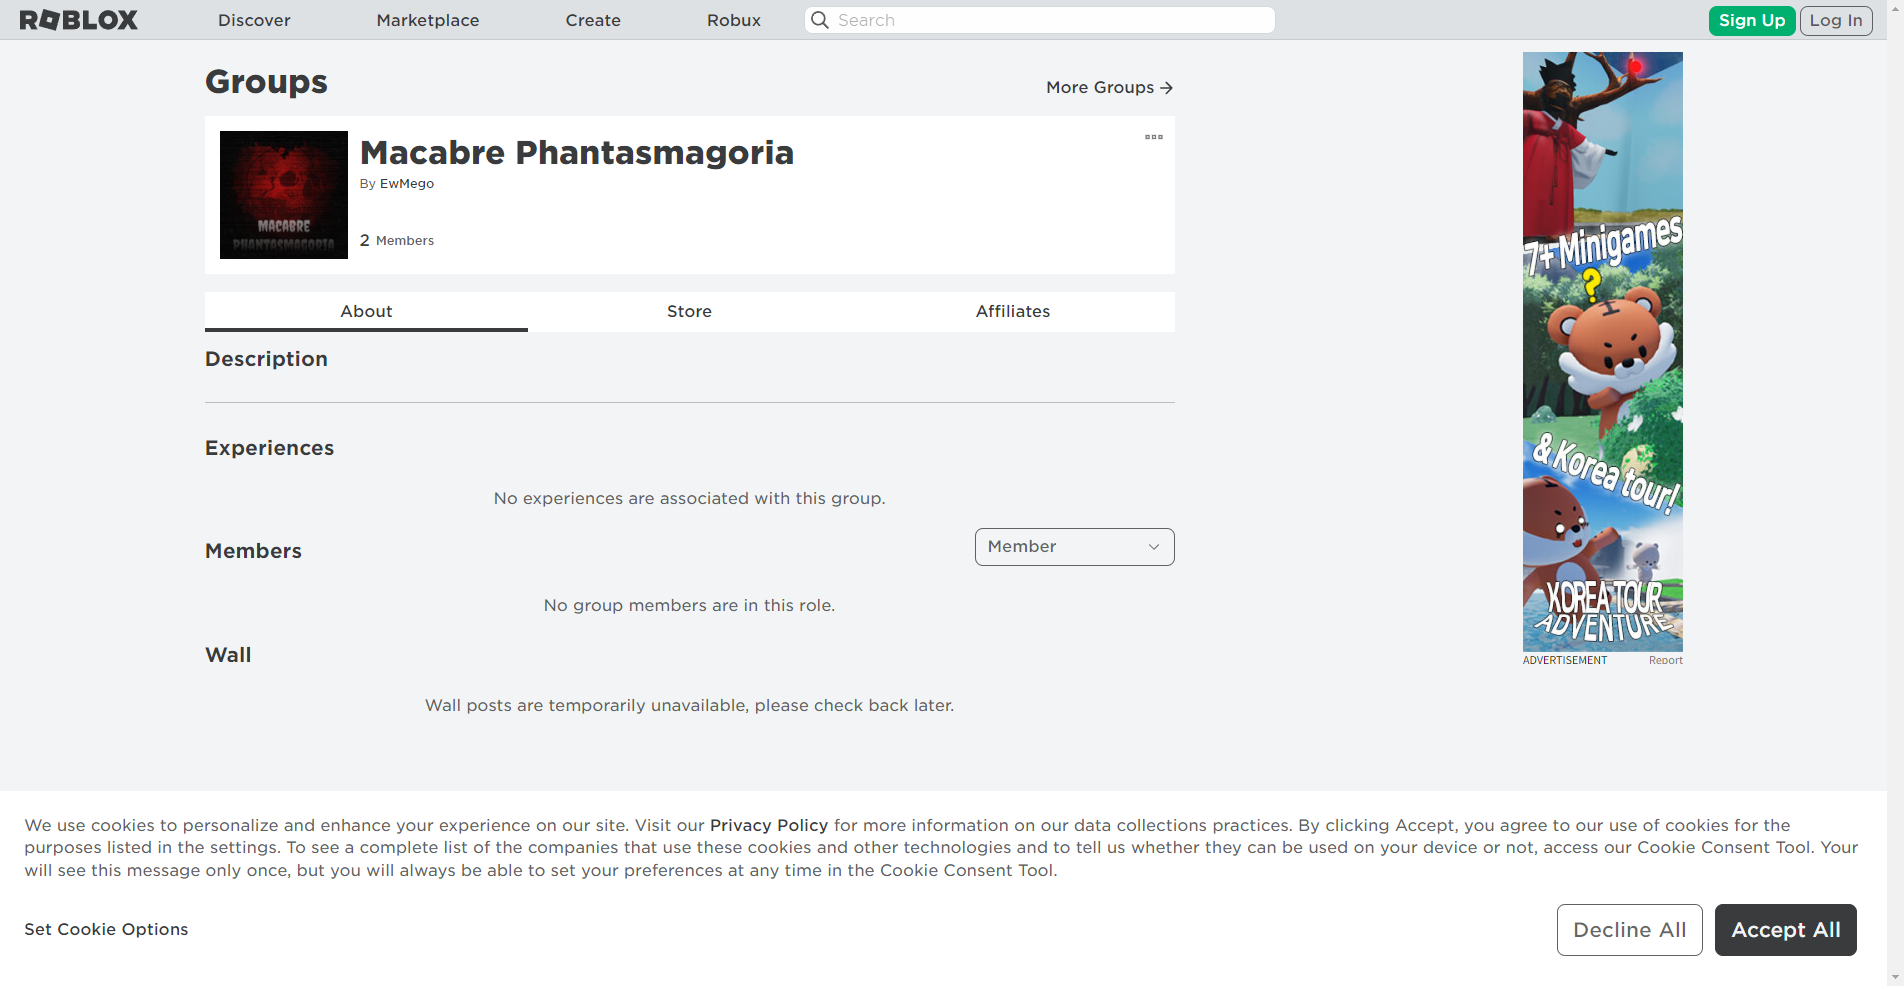 ROBLOX
Discover
Marketplace
Create
Robux
Search
Sign Up
Log In
Groups
More Groups →
MACABRE
PHANTASMAGORIA
Macabre Phantasmagoria
By EwMego
2 Members
About
Store
Affiliates
Description
Experiences
No experiences are associated with this group.
Members
Member
No group members are in this role.
Wall
Wall posts are temporarily unavailable, please check back later.
7+ Minigames
?
& Korea tour!
KOREA TOUR
ADVENTURE
ADVERTISEMENT
Report
We use cookies to personalize and enhance your experience on our site. Visit our Privacy Policy for more information on our data collections practices. By clicking Accept, you agree to our use of cookies for the
purposes listed in the settings. To see a complete list of the companies that use these cookies and other technologies and to tell us whether they can be used on your device or not, access our Cookie Consent Tool. Your
will see this message only once, but you will always be able to set your preferences at any time in the Cookie Consent Tool.
Set Cookie Options
Decline All
Accept All